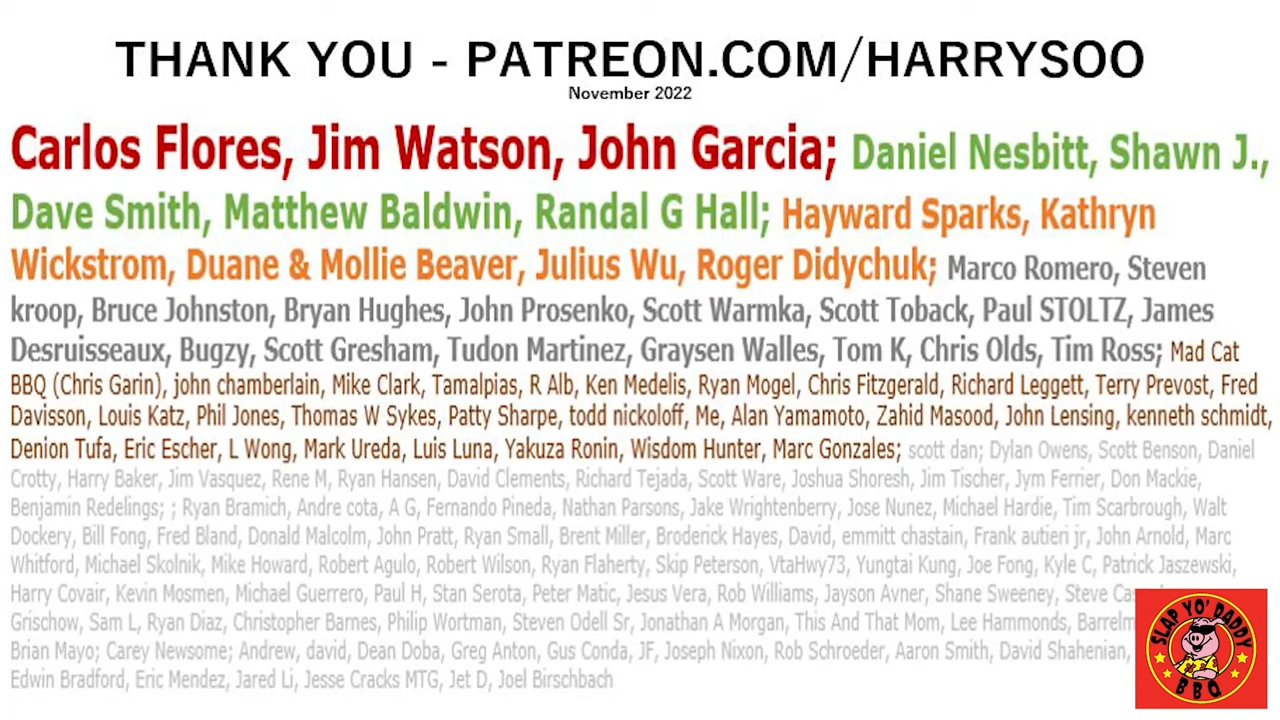 THANK YOU - PATREON.COM/HARRYSOO
November 2022
Carlos Flores, Jim Watson, John Garcia; Daniel Nesbitt, Shawn J.,
Dave Smith, Matthew Baldwin, Randal G Hall; Hayward Sparks, Kathryn
Wickstrom, Duane & Mollie Beaver, Julius Wu, Roger Didychuk; Marco Romero, Steven
kroop, Bruce Johnston, Bryan Hughes, John Prosenko, Scott Warmka, Scott Toback, Paul STOLTZ, James
Desruisseaux, Bugzy, Scott Gresham, Tudon Martinez, Graysen Walles, Tom K, Chris Olds, Tim Ross; Mad Cat
BBQ (Chris Garin), john chamberlain, Mike Clark, Tamalpias, R Alb, Ken Medelis, Ryan Mogel, Chris Fitzgerald, Richard Leggett, Terry Prevost, Fred
Davisson, Louis Katz, Phil Jones, Thomas W Sykes, Patty Sharpe, todd nickoloff, Me, Alan Yamamoto, Zahid Masood, John Lensing, kenneth schmidt,
Denion Tufa, Eric Escher, L Wong, Mark Ureda, Luis Luna, Yakuza Ronin, Wisdom Hunter, Marc Gonzales; scott dan; Dylan Owens, Scott Benson, Daniel
Crotty, Harry Baker, Jim Vasquez, Rene M, Ryan Hansen, David Clements, Richard Tejada, Scott Ware, Joshua Shoresh, Jim Tischer, Jym Ferrier, Don Mackie,
Benjamin Redelings; ; Ryan Bramich, Andre cota, A G, Fernando Pineda, Nathan Parsons, Jake Wrightenberry, Jose Nunez, Michael Hardie, Tim Scarbrough, Walt
Dockery, Bill Fong, Fred Bland, Donald Malcolm, John Pratt, Ryan Small, Brent Miller, Broderick Hayes, David, emmitt chastain, Frank autieri jr, John Arnold, Marc
Whitford, Michael Skolnik, Mike Howard, Robert Agulo, Robert Wilson, Ryan Flaherty, Skip Peterson, VtaHwy73, Yungtai Kung, Joe Fong, Kyle C, Patrick Jaszewski,
Harry Covair, Kevin Mosmen, Michael Guerrero, Paul H, Stan Serota, Peter Matic, Jesus Vera, Rob Williams, Jayson Avner, Shane Sweeney, Steve
Grischow, Sam L, Ryan Diaz, Christopher Barnes, Philip Worman, Steven Odell Sr, Jonathan A Morgan, This And That Mom, Lee Hammonds,
Brian Mayo; Carey Newsome; Andrew, david, Dean Doba, Greg Dixon, Gus Conda, JF, Joseph Nixon, Rob Schroeder, Aaron Smith, David Shahenian,
Edwin Bradford, Eric Mendez, Jared Li, Jesse Cracks MTG, Jet D, Joel Birschbach
SLAP YO' DADDY
BBQ